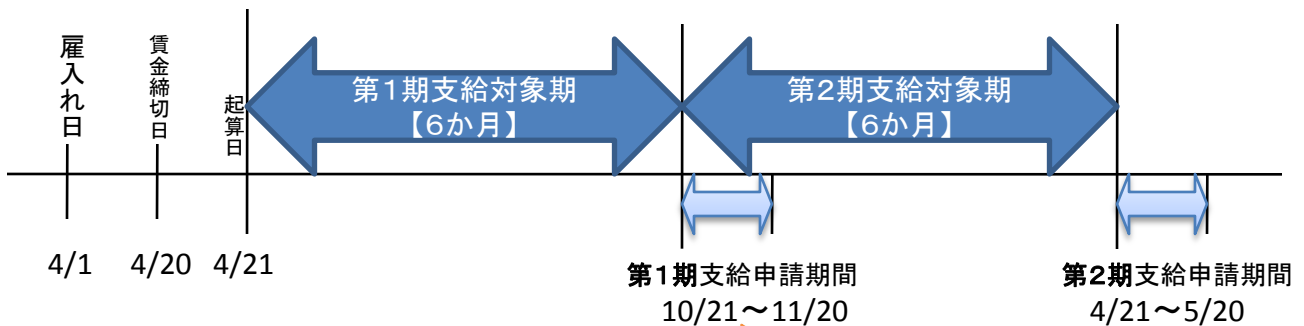 雇入れ日
賃金締切日
起算日
第1期支給対象期
【6か月】
第2期支給対象期
【6か月】
4/1
4/20
4/21
第1期支給申請期間
10/21～11/20
第2期支給申請期間
4/21～5/20